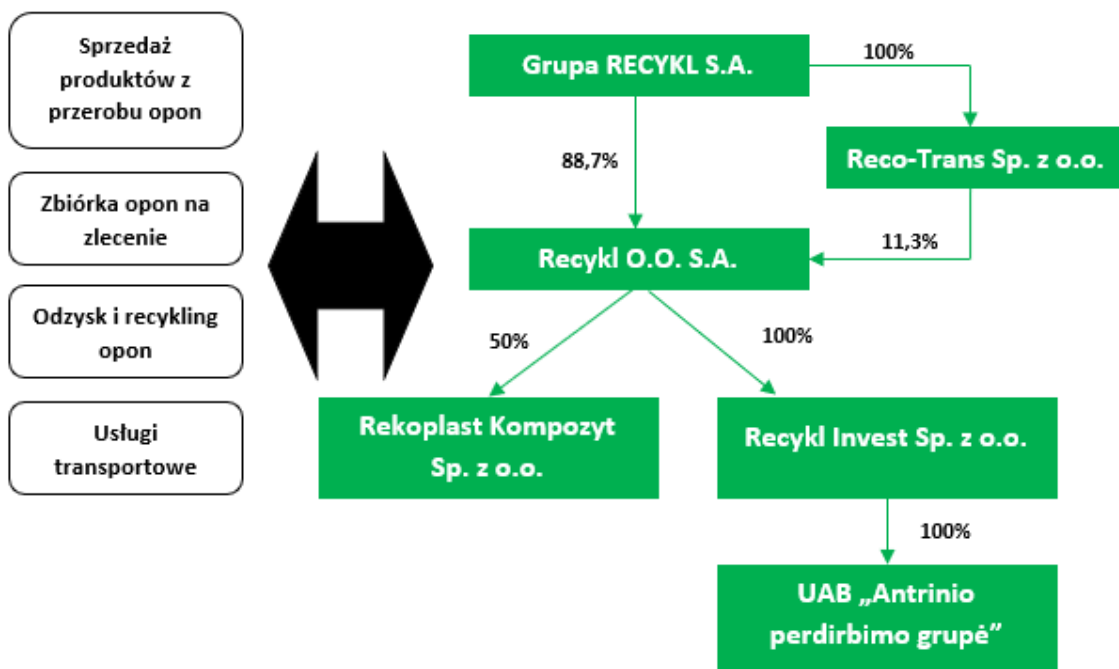 Sprzedaż
produktów z
przerobu opon
Zbiórka opon na
zlecenie
Odzysk i recykling
opon
Usługi
transportowe
Grupa RECYKL S.A.
100%
Reco-Trans Sp. z o.o.
88,7%
11,3%
Recykl O.O. S.A.
50%
100%
Rekoplast Kompozyt
Sp. z o.o.
Recykl Invest Sp. z o.o.
100%
UAB „Antrinio
perdirbimo grupė”